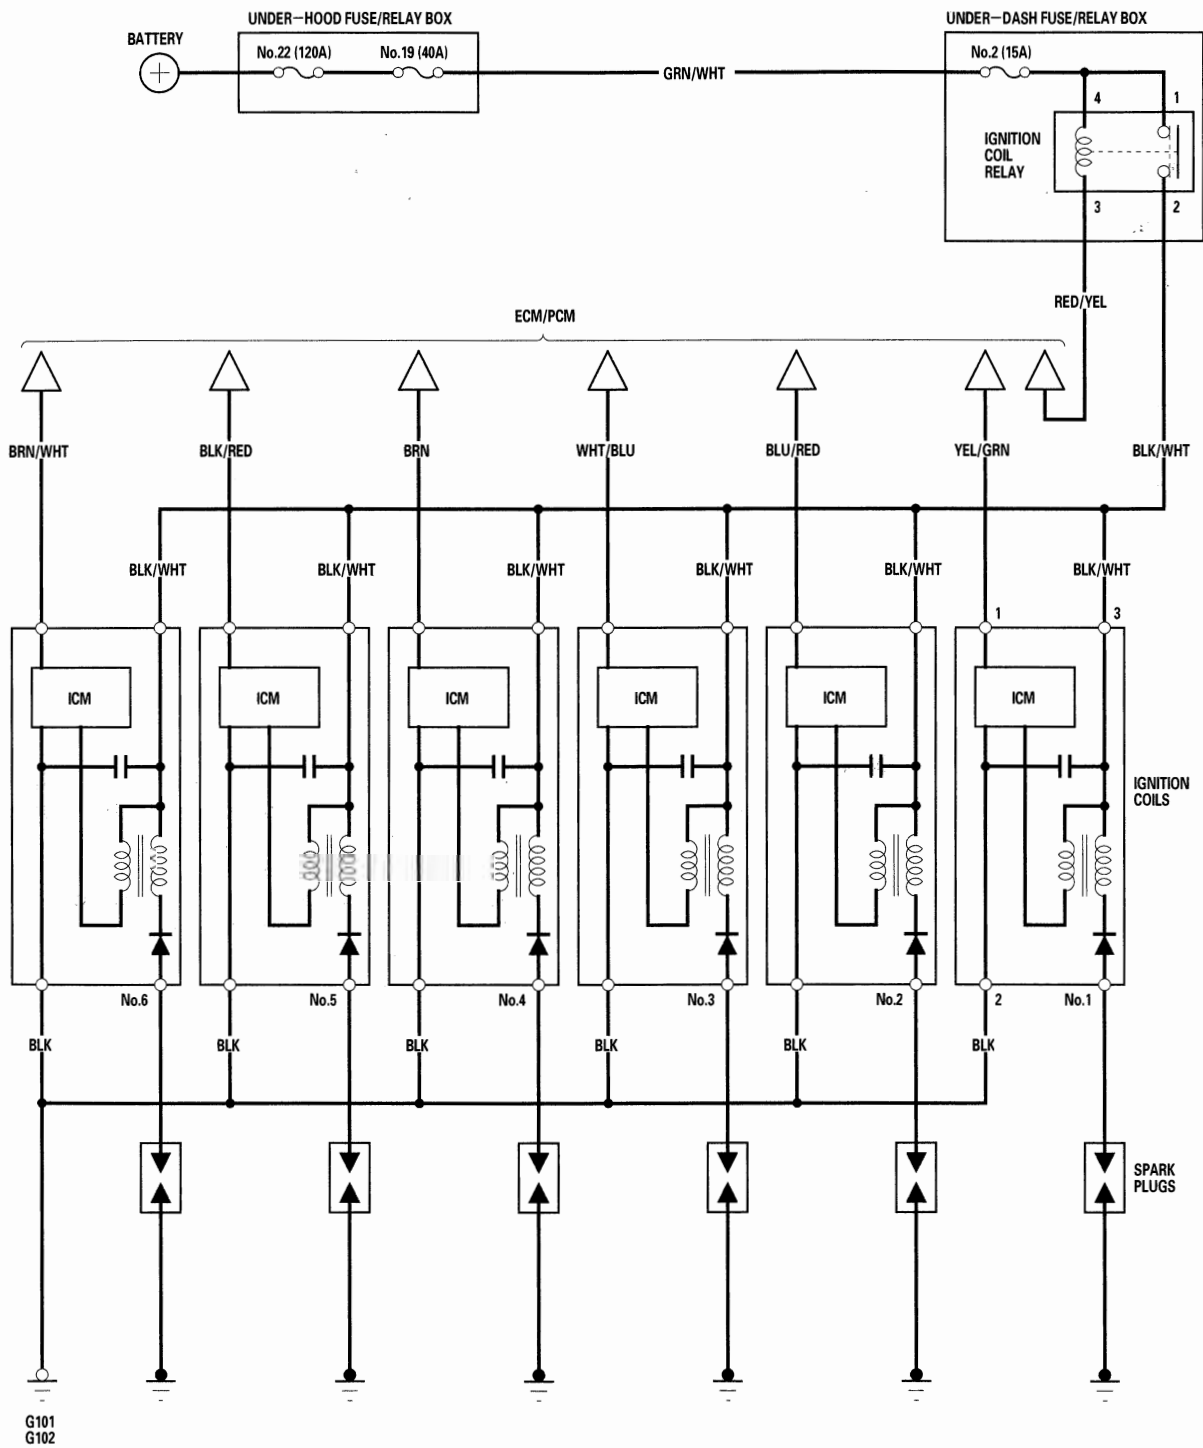 UNDER-HOOD FUSE/RELAY BOX
UNDER-DASH FUSE/RELAY BOX
BATTERY
No.22 (120A)
No.19 (40A)
No.2 (15A)
GRN/WHT
4
1
IGNITION
COIL
RELAY
3
2
RED/YEL
ECM/PCM
BRN/WHT
BLK/RED
BRN
WHT/BLU
BLU/RED
YEL/GRN
BLK/WHT
BLK/WHT
BLK/WHT
BLK/WHT
BLK/WHT
BLK/WHT
BLK/WHT
1
3
ICM
ICM
ICM
ICM
ICM
ICM
IGNITION
COILS
No.6
No.5
No.4
No.3
No.2
2
No.1
BLK
BLK
BLK
BLK
BLK
BLK
SPARK
PLUGS
G101
G102